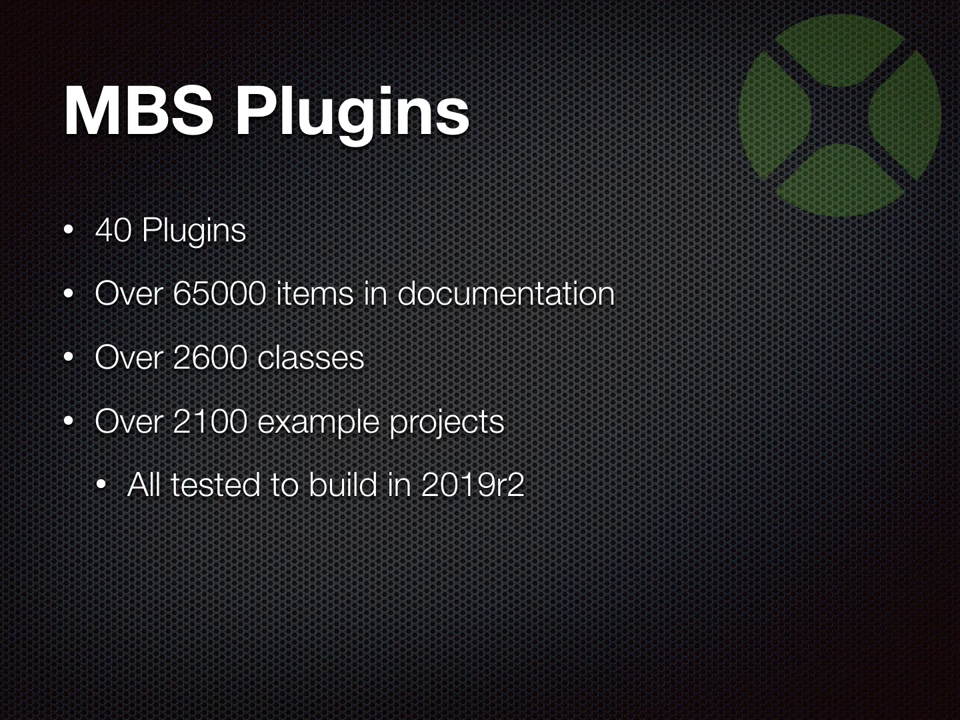 MBS Plugins
• 40 Plugins
• Over 65000 items in documentation
• Over 2600 classes
• Over 2100 example projects
• All tested to build in 2019r2